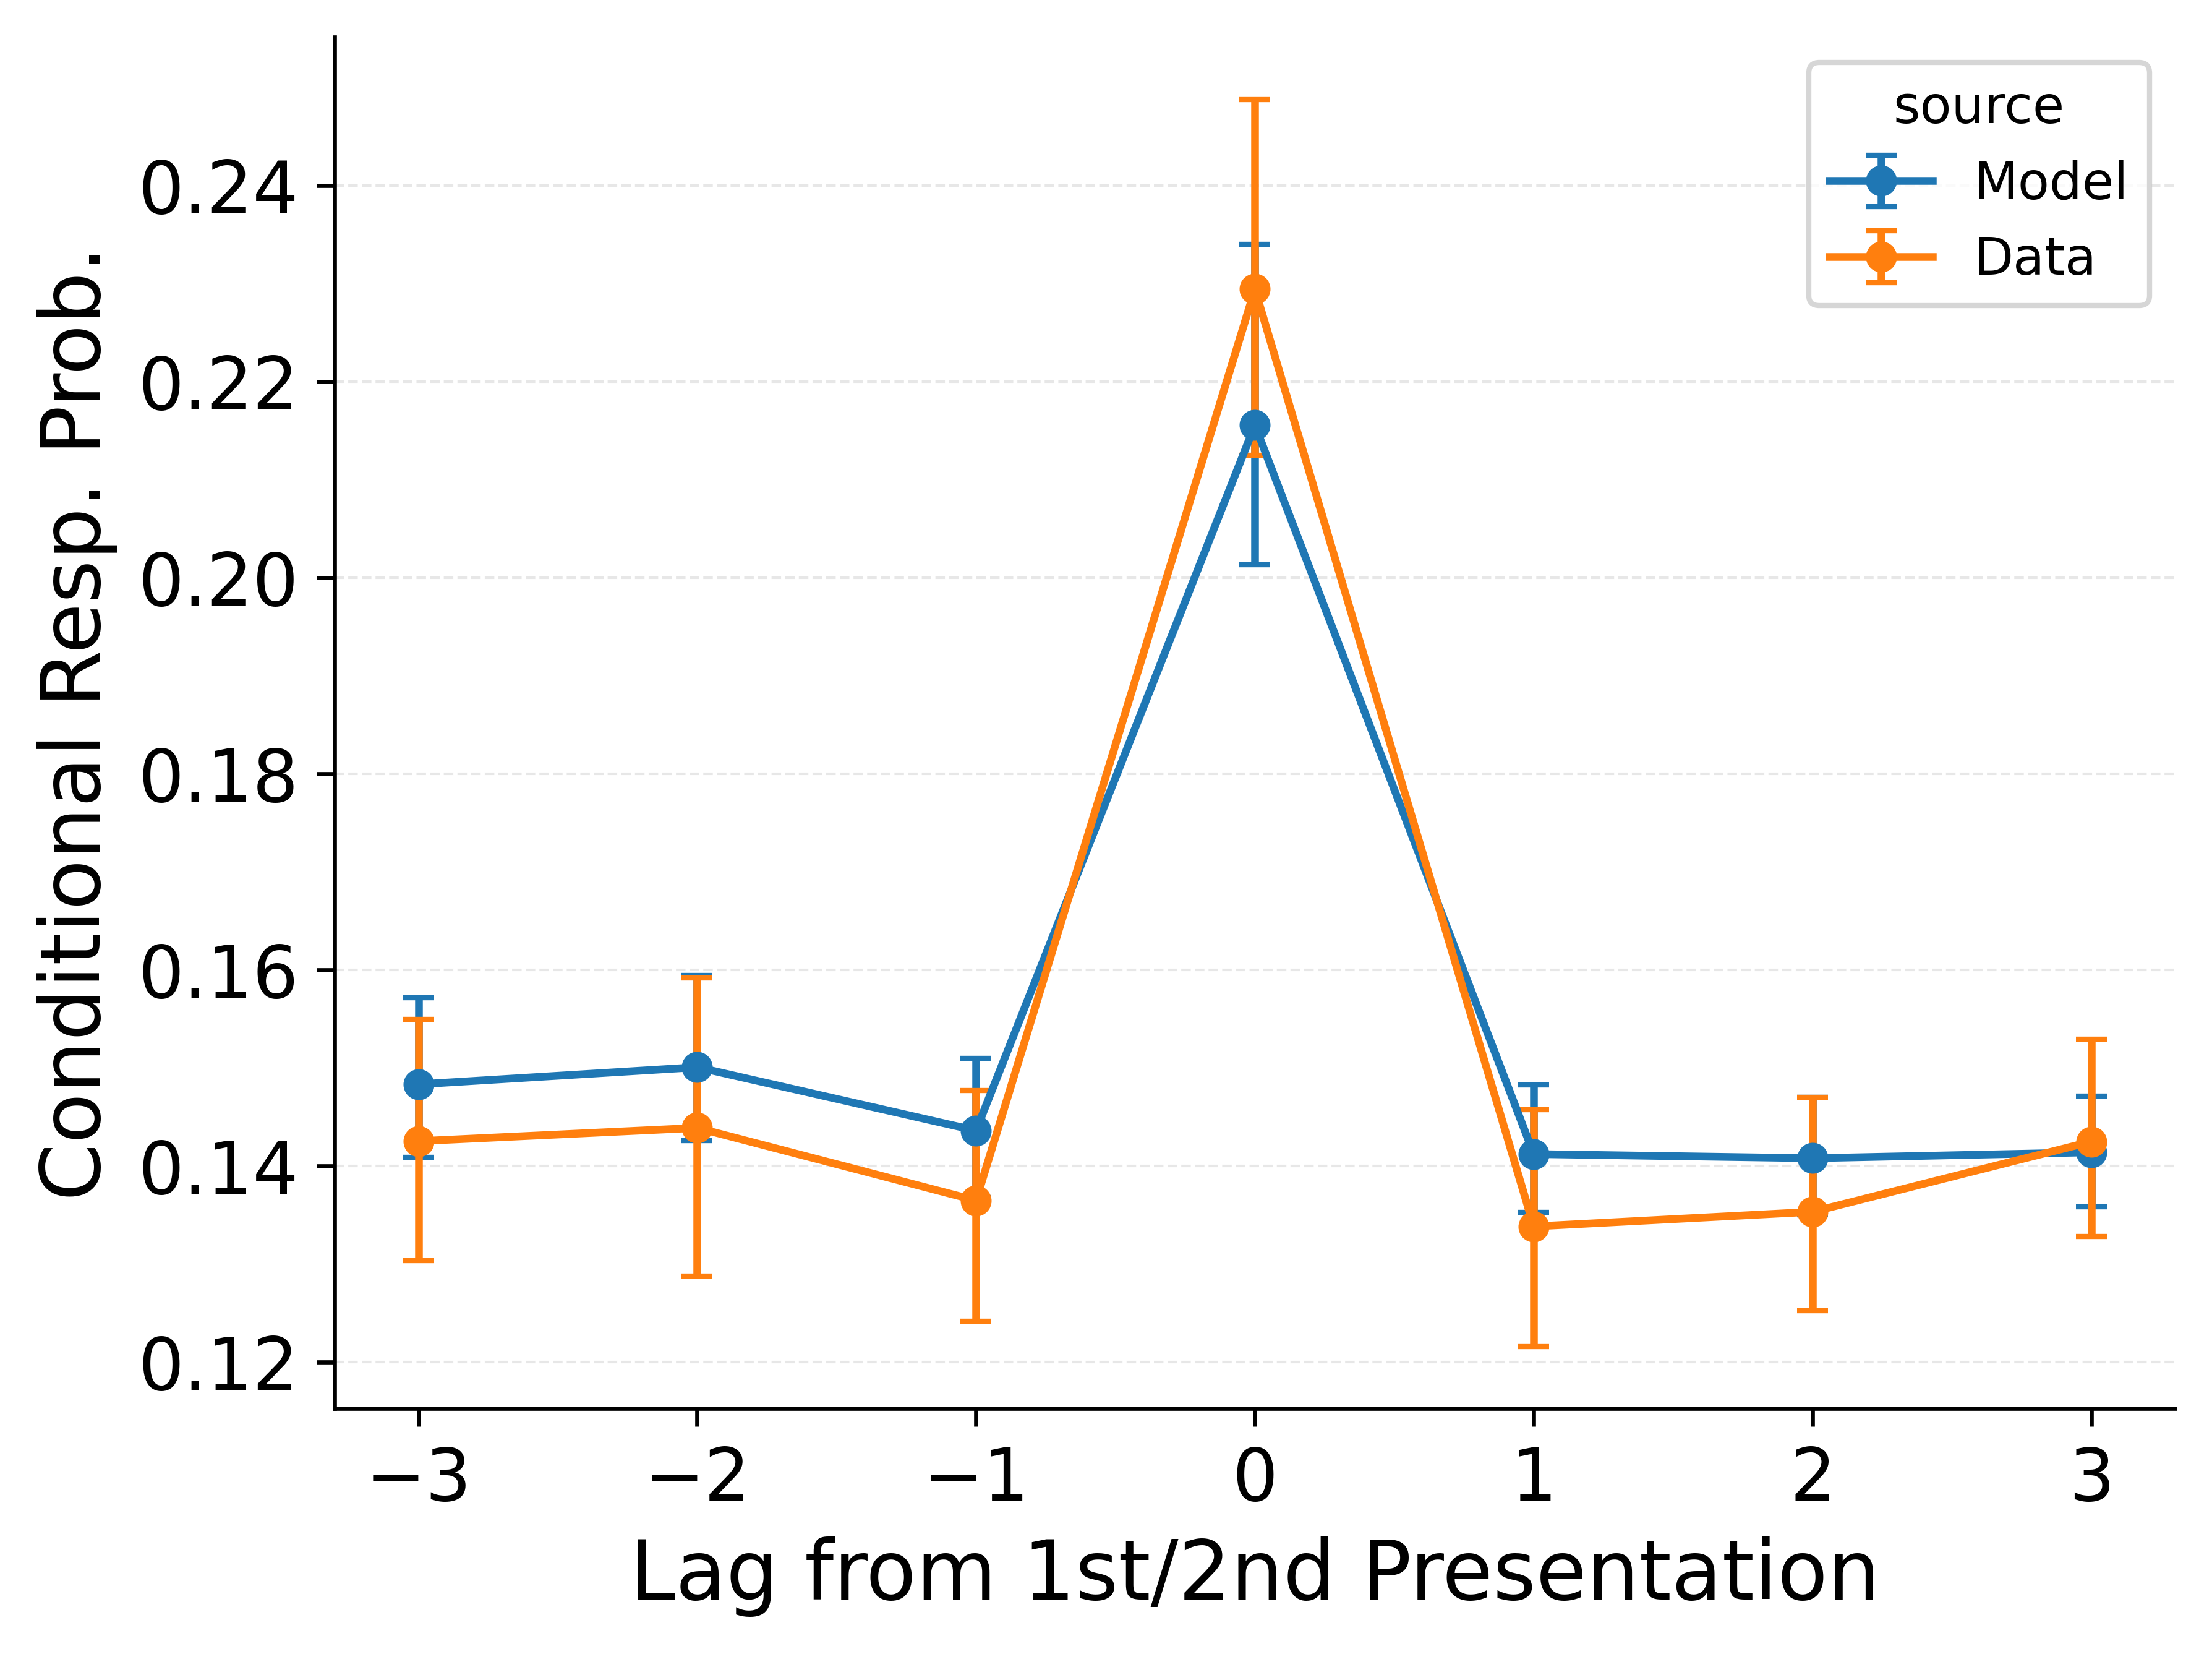 source
Model
Data
Conditional Resp. Prob.
0.24
0.22
0.20
0.18
0.16
0.14
0.12
−3 −2 −1 0 1 2 3
Lag from 1st/2nd Presentation